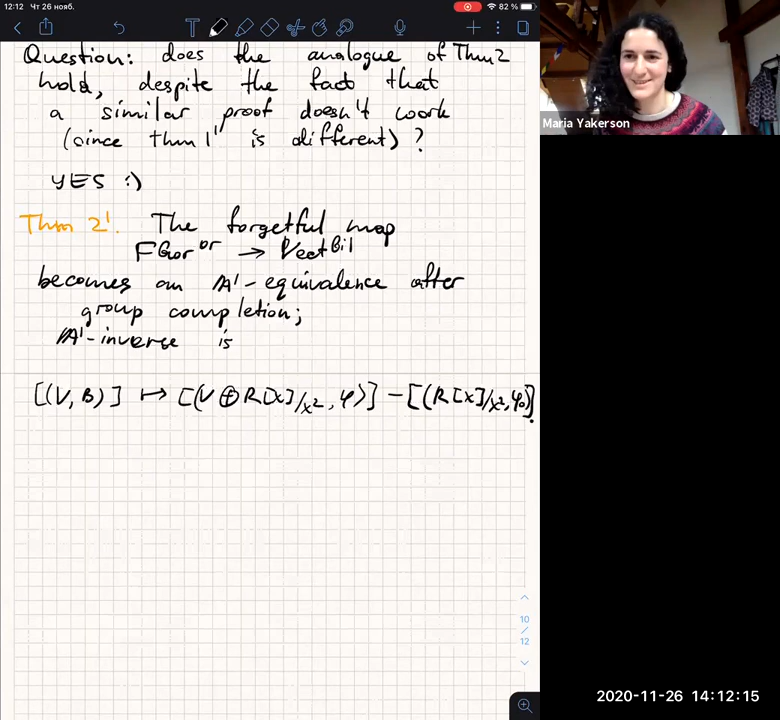 12:12 Чт 26 нояб.
82 %
Question: does the analogue of Thm 2
hold, despite the fact that
a similar proof doesn't work
(since thm 1' is different) ?
YES :)
Thm 2'. The forgetful map
FGor^or → Vect^bil
becomes an A¹-equivalence after
group completion;
A¹-inverse is
[(V, B)] ↦ [(V ⊕ R[x]/x², φ)] − [(R[x]/x², φ₀)].
10
/
12
Maria Yakerson
2020-11-26 14:12:15